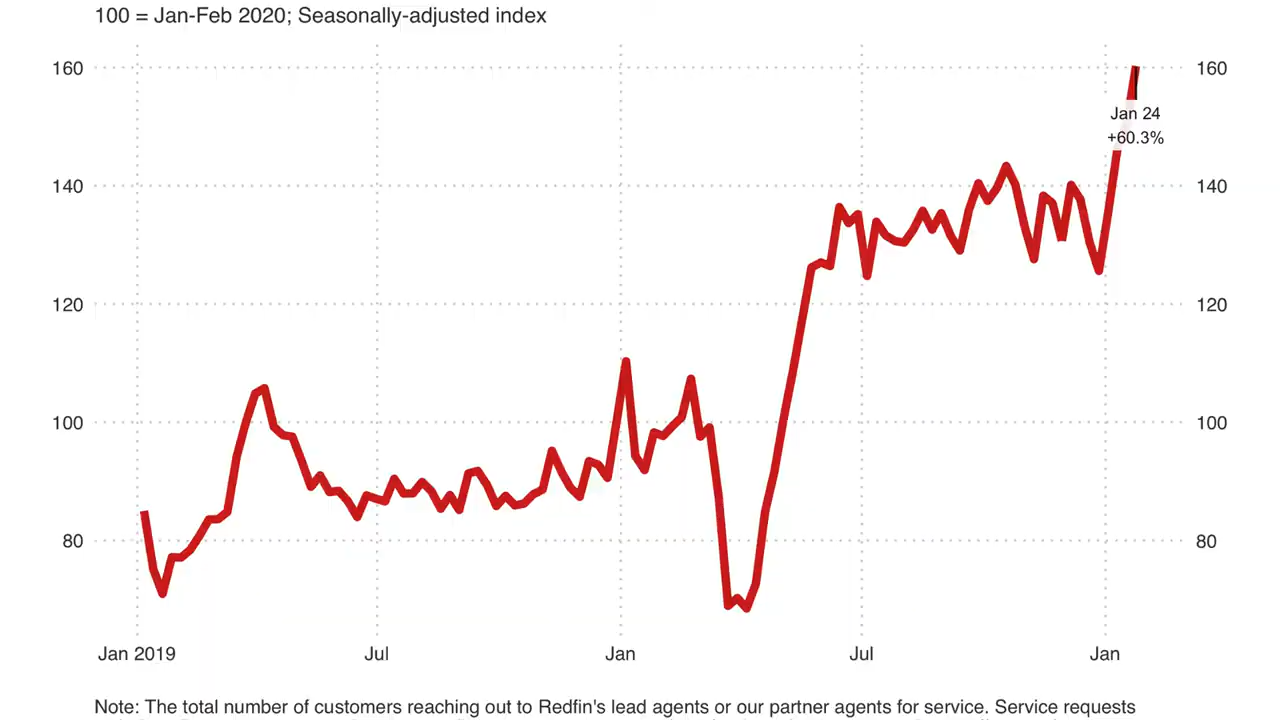 100 = Jan-Feb 2020; Seasonally-adjusted index
160 160
Jan 24
+60.3%
140 140
120 120
100 100
80 80
Jan 2019 Jul Jan Jul Jan
Note: The total number of customers reaching out to Redfin's lead agents or our partner agents for service. Service requests